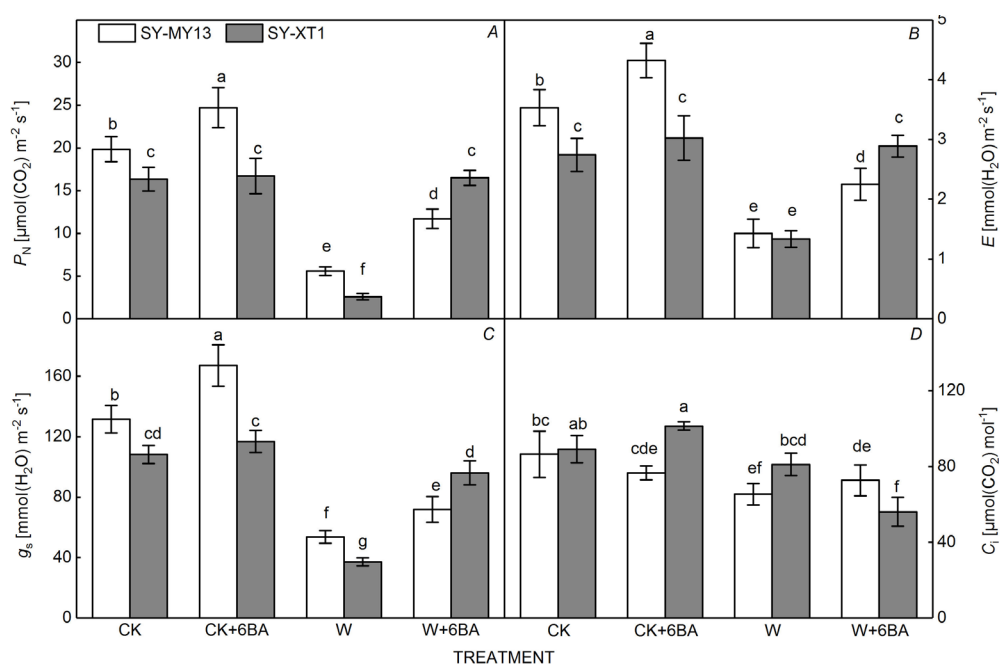 SY-MY13 SY-XT1
A
B
C
D
P_N [µmol(CO₂) m⁻² s⁻¹]
30
25
20
15
10
5
0
b
c
a
c
e
f
d
c
5
4
3
2
1
0
E [mmol(H₂O) m⁻² s⁻¹]
b
c
a
c
e
e
d
c
g_s [mmol(H₂O) m⁻² s⁻¹]
160
120
80
40
0
b
cd
a
c
f
g
e
d
120
80
40
0
C_i [µmol(CO₂) mol⁻¹]
bc
ab
cde
a
ef
bcd
de
f
CK CK+6BA W W+6BA CK CK+6BA W W+6BA
TREATMENT